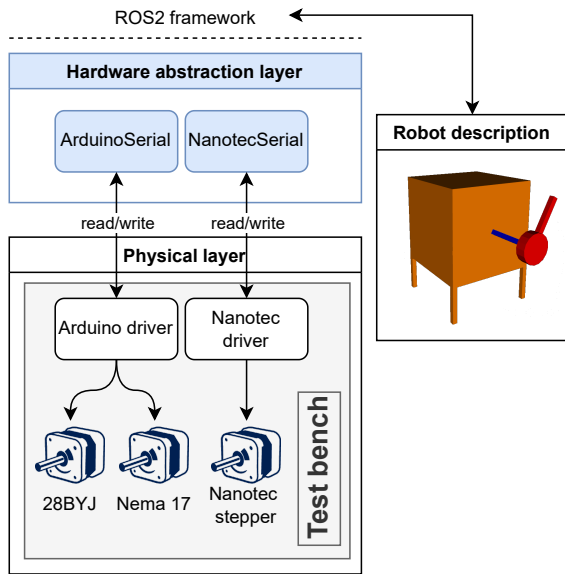 ROS2 framework
Hardware abstraction layer
ArduinoSerial
NanotecSerial
Robot description
read/write
read/write
Physical layer
Arduino driver
Nanotec
driver
28BYJ
Nema 17
Nanotec
stepper
Test bench